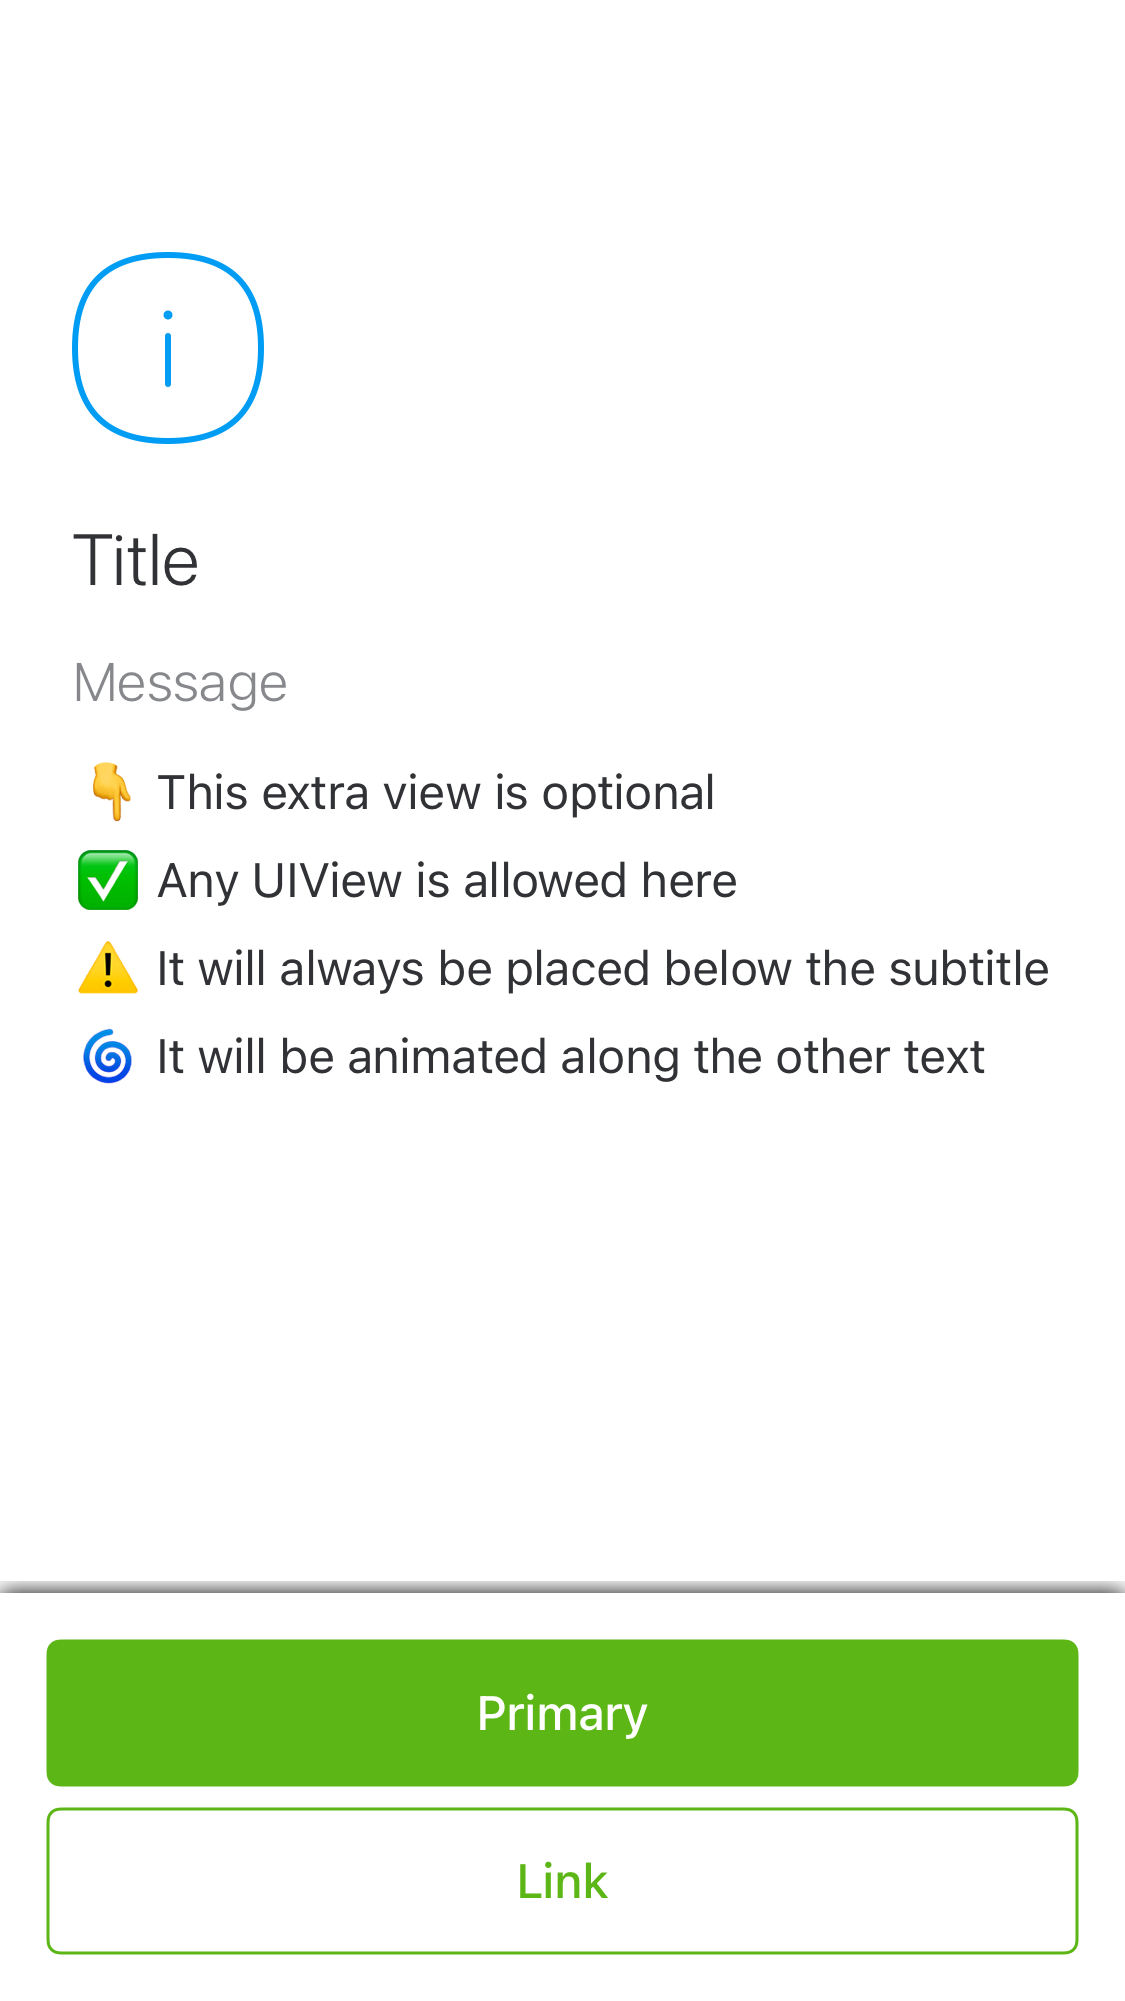 Title
Message
👇 This extra view is optional
✅ Any UIView is allowed here
⚠️ It will always be placed below the subtitle
🌀 It will be animated along the other text
Primary
Link